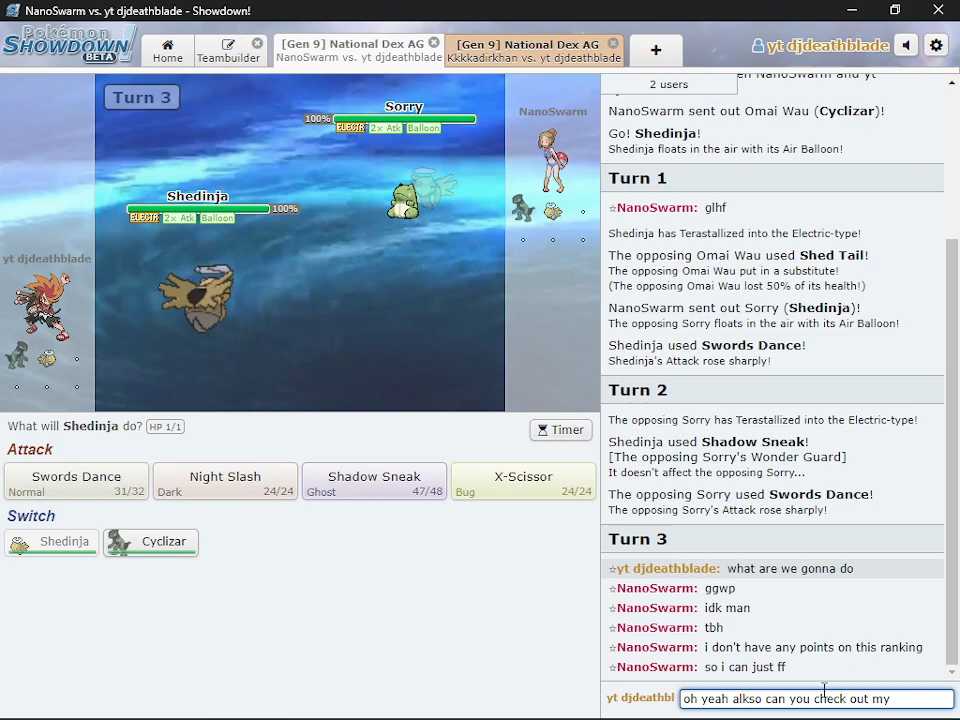 NanoSwarm vs. yt djdeathblade - Showdown!
Pokémon
SHOWDOWN!
BETA
Home
Teambuilder
[Gen 9] National Dex AG
NanoSwarm vs. yt djdeathblade
[Gen 9] National Dex AG
Kkkkadirkhan vs. yt djdeathblade
+
yt djdeathblade
Turn 3
Sorry
100%
ELECTR 2x Atk Balloon
Shedinja
100%
ELECTR 2x Atk Balloon
NanoSwarm
yt djdeathblade
What will Shedinja do? HP 1/1
Timer
Attack
Swords Dance
Normal 31/32
Night Slash
Dark 24/24
Shadow Sneak
Ghost 47/48
X-Scissor
Bug 24/24
Switch
Shedinja
Cyclizar
2 users
NanoSwarm sent out Omai Wau (Cyclizar)!
Go! Shedinja!
Shedinja floats in the air with its Air Balloon!
Turn 1
☆NanoSwarm: glhf
Shedinja has Terastallized into the Electric-type!
The opposing Omai Wau used Shed Tail!
The opposing Omai Wau put in a substitute!
(The opposing Omai Wau lost 50% of its health!)
NanoSwarm sent out Sorry (Shedinja)!
The opposing Sorry floats in the air with its Air Balloon!
Shedinja used Swords Dance!
Shedinja's Attack rose sharply!
Turn 2
The opposing Sorry has Terastallized into the Electric-type!
Shedinja used Shadow Sneak!
[The opposing Sorry's Wonder Guard]
It doesn't affect the opposing Sorry...
The opposing Sorry used Swords Dance!
The opposing Sorry's Attack rose sharply!
Turn 3
☆yt djdeathblade: what are we gonna do
☆NanoSwarm: ggwp
☆NanoSwarm: idk man
☆NanoSwarm: tbh
☆NanoSwarm: i don't have any points on this ranking
☆NanoSwarm: so i can just ff
yt djdeathbl oh yeah alkso can you check out my